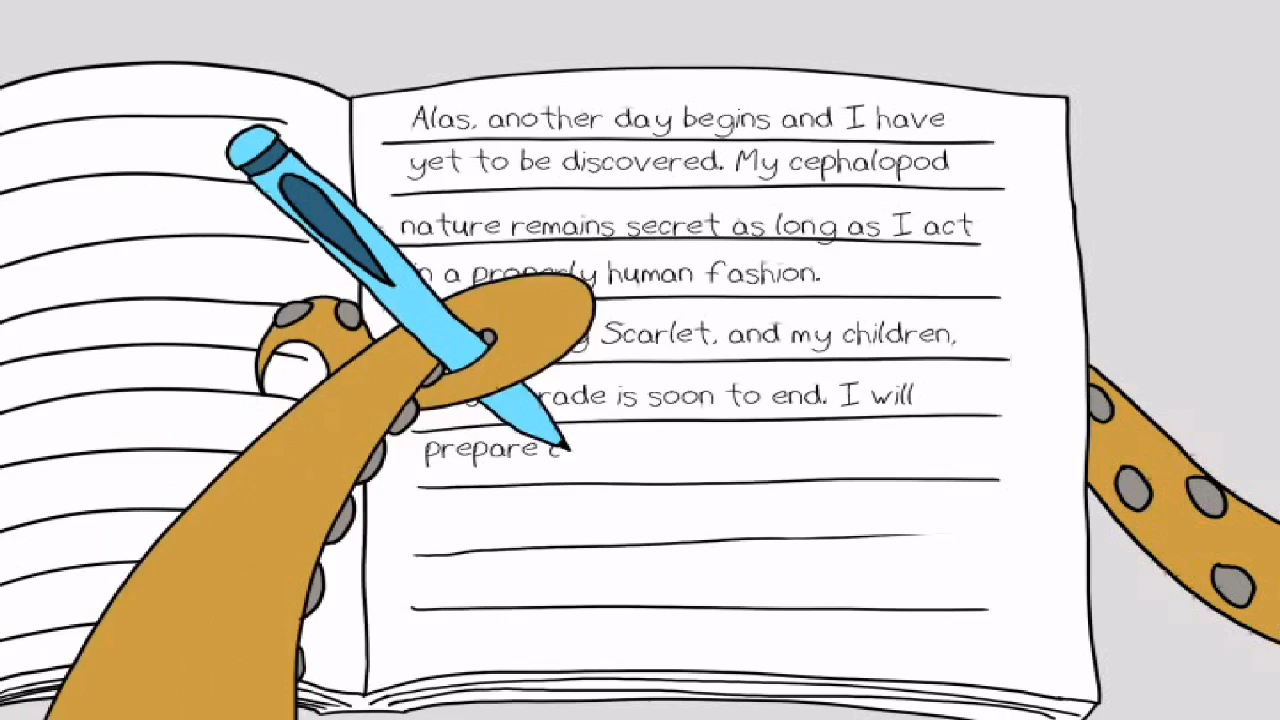 Alas, another day begins and I have
yet to be discovered. My cephalopod
nature remains secret as long as I act
a properly human fashion.
Scarlet, and my children,
is soon to end. I will
prepare